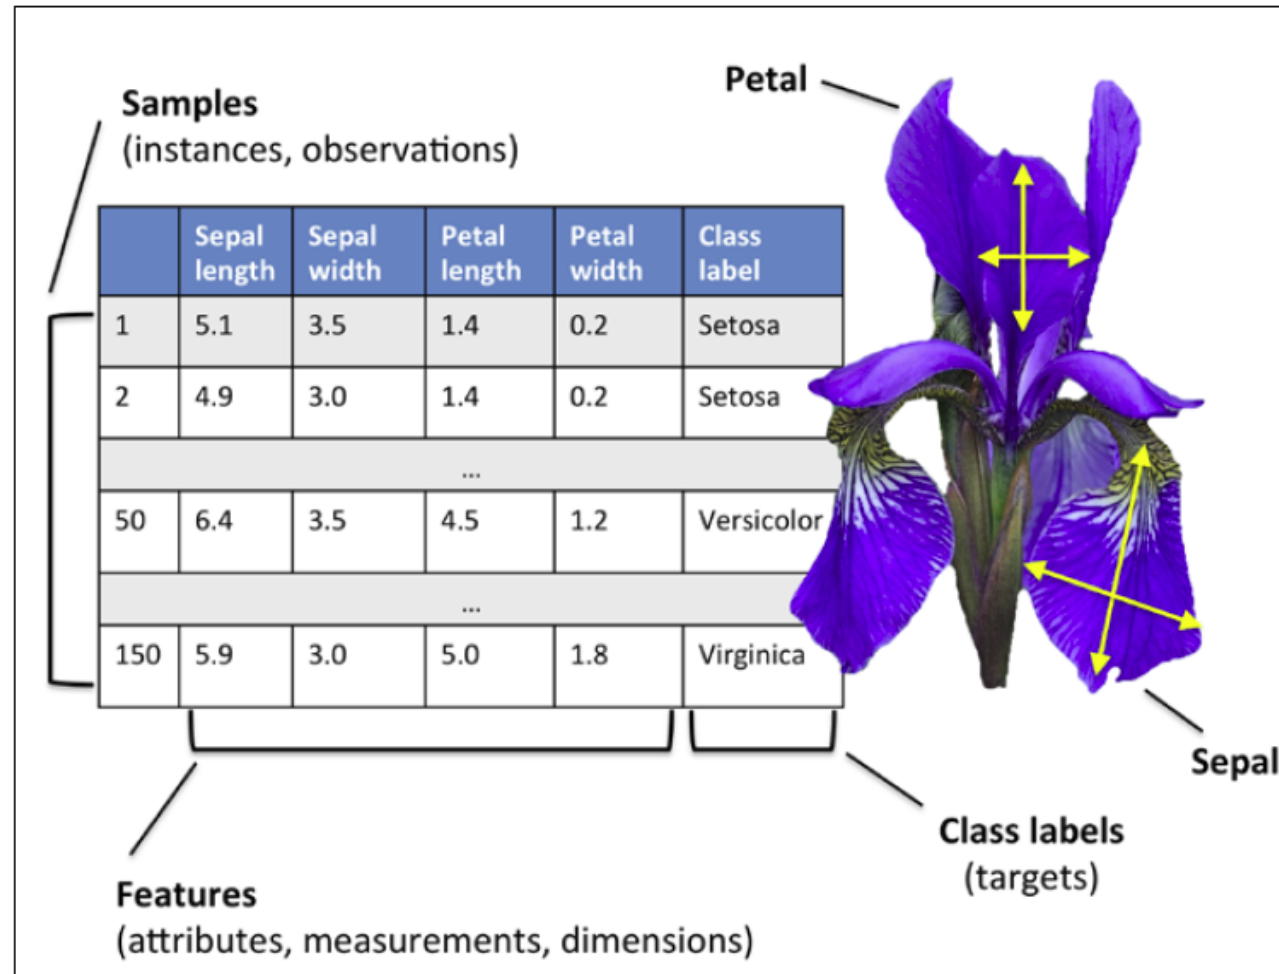 Petal
Samples
(instances, observations)
Sepal length Sepal width Petal length Petal width Class label
1 5.1 3.5 1.4 0.2 Setosa
2 4.9 3.0 1.4 0.2 Setosa
...
50 6.4 3.5 4.5 1.2 Versicolor
...
150 5.9 3.0 5.0 1.8 Virginica
Sepal
Class labels
(targets)
Features
(attributes, measurements, dimensions)